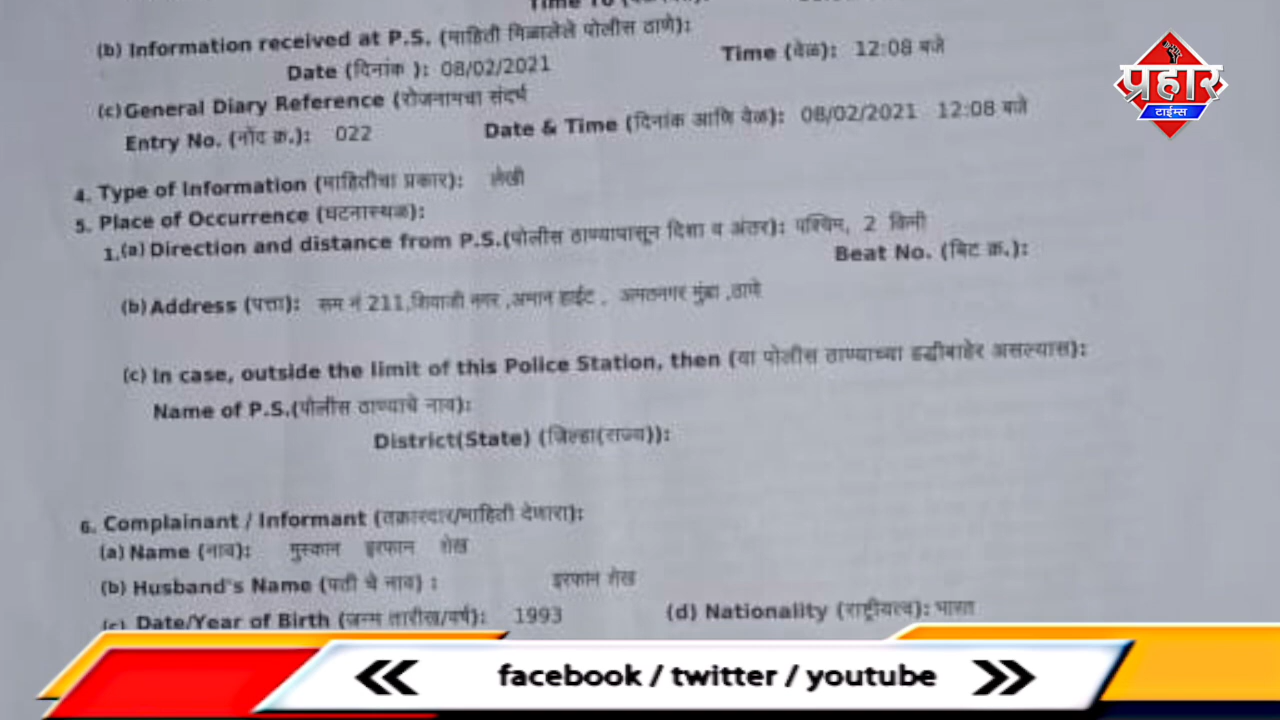 (b) Information received at P.S. (माहिती मिळालेले पोलीस ठाणे):
Date (दिनांक ): 08/02/2021 Time (वेळ): 12:08 बजे
(c) General Diary Reference (रोजनामचा संदर्भ
Entry No. (नोंद क्र.): 022 Date & Time (दिनांक आणि वेळ): 08/02/2021 12:08 बजे
4. Type of Information (माहितीचा प्रकार): लेखी
5. Place of Occurrence (घटनास्थळ):
1.(a) Direction and distance from P.S.(पोलीस ठाण्यापासून दिशा व अंतर): पश्चिम, 2 किमी
Beat No. (बिट क्र.):
(b) Address (पत्ता): रूम नं 211,शिवाजी नगर ,अमान हाईट , अमृतनगर मुंब्रा ,ठाणे
(c) In case, outside the limit of this Police Station, then (या पोलीस ठाण्याच्या हद्दीबाहेर असल्यास):
Name of P.S.(पोलीस ठाण्याचे नाव):
District(State) (जिल्हा(राज्य)):
6. Complainant / Informant (तक्रारदार/माहिती देणारा):
(a) Name (नाव): मुस्कान इरफान शेख
(b) Husband's Name (पती चे नाव) : इरफान शेख
(c) Date/Year of Birth (जन्म तारीख/वर्ष): 1993 (d) Nationality (राष्ट्रीयत्व): भारत
प्रहार
टाईम्स
facebook / twitter / youtube